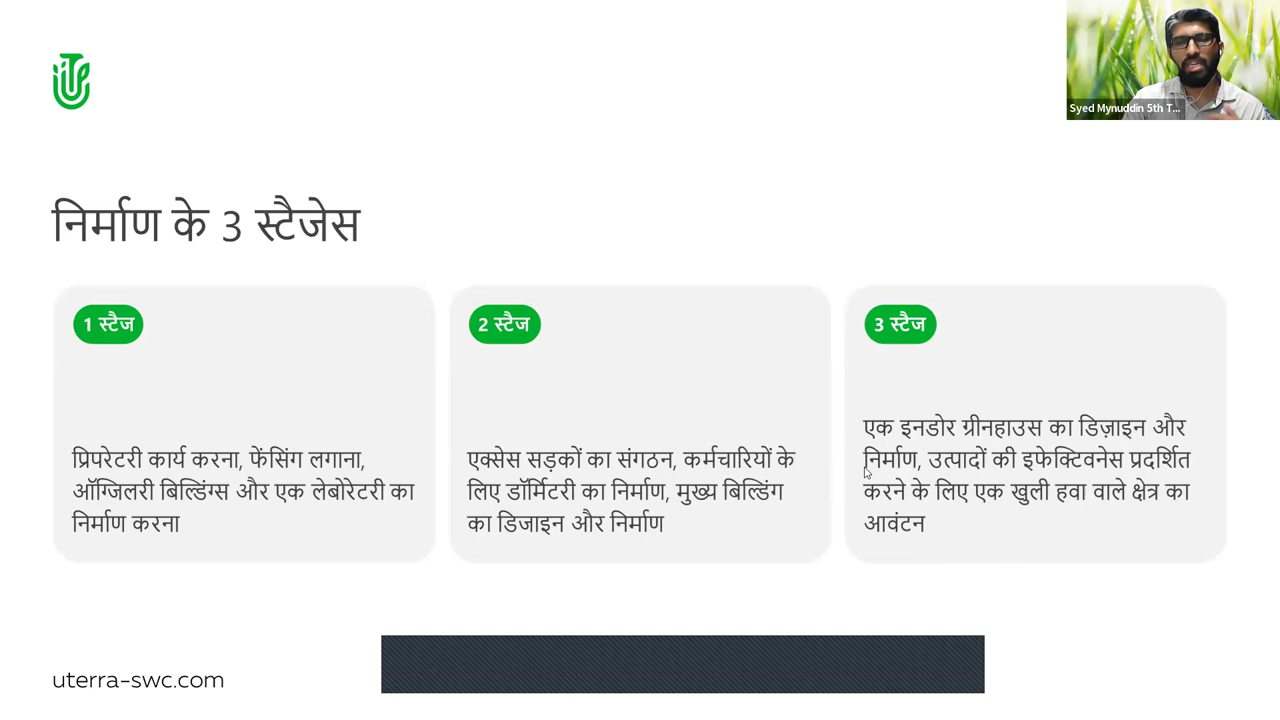 Syed Mynuddin 5th T...
निर्माण के 3 स्टैजेस
1 स्टैज
प्रिपरेटरी कार्य करना, फेंसिंग लगाना,
ऑग्जिलरी बिल्डिंग्स और एक लेबोरेटरी का
निर्माण करना
2 स्टैज
एक्सेस सड़कों का संगठन, कर्मचारियों के
लिए डॉर्मिटरी का निर्माण, मुख्य बिल्डिंग
का डिजाइन और निर्माण
3 स्टैज
एक इनडोर ग्रीनहाउस का डिज़ाइन और
निर्माण, उत्पादों की इफेक्टिवनेस प्रदर्शित
करने के लिए एक खुली हवा वाले क्षेत्र का
आवंटन
uterra-swc.com